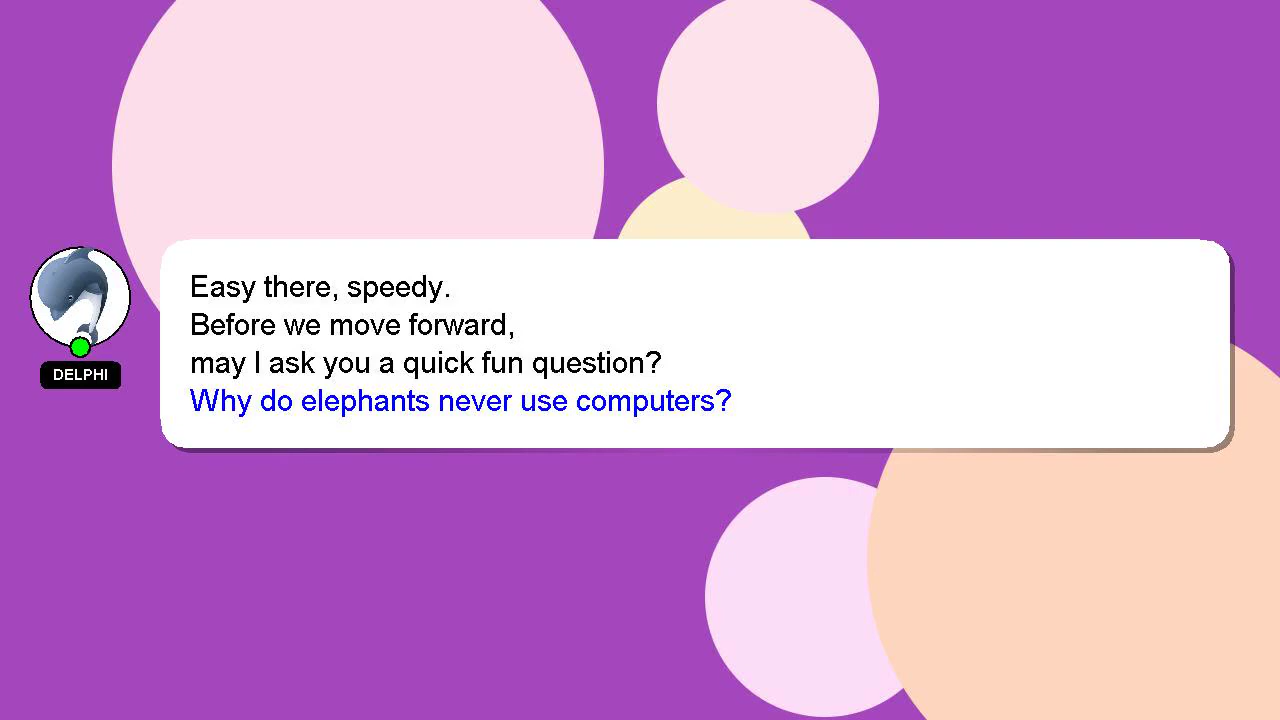 Easy there, speedy.
Before we move forward,
may I ask you a quick fun question?
Why do elephants never use computers?
DELPHI